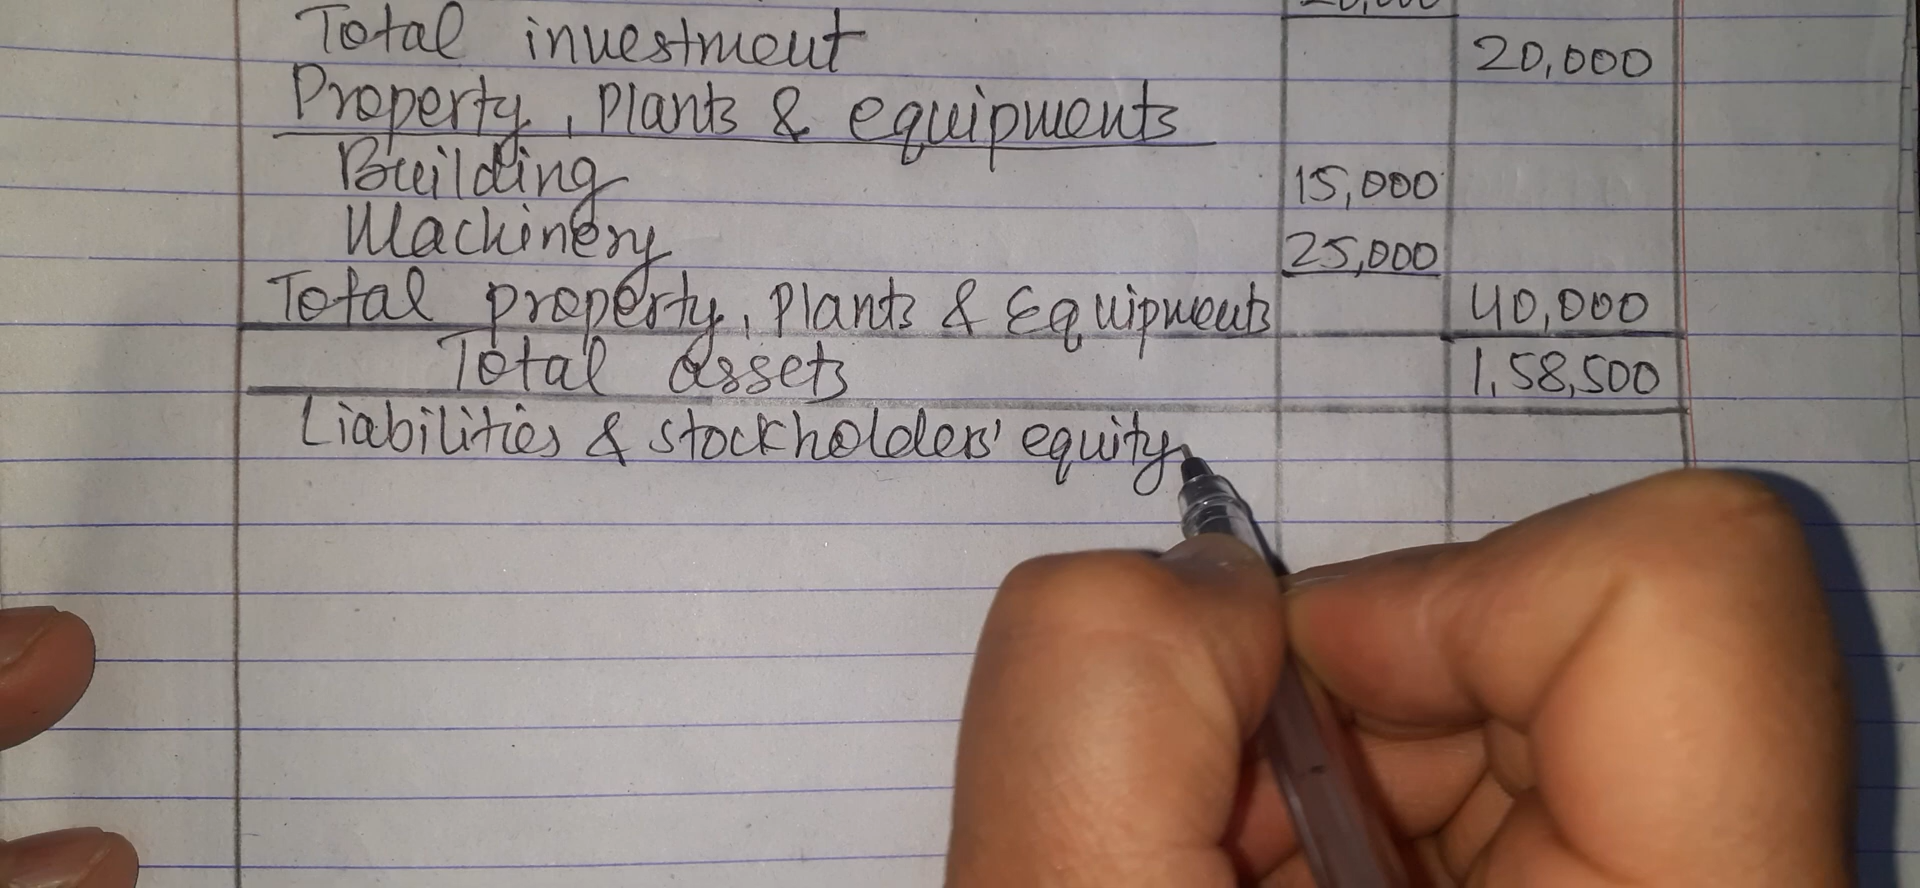 Total investment 20,000
Property, Plants & equipments
Building 15,000
Machinery 25,000
Total property, Plants & Equipments 40,000
Total assets 1,58,500
Liabilities & stockholders' equity